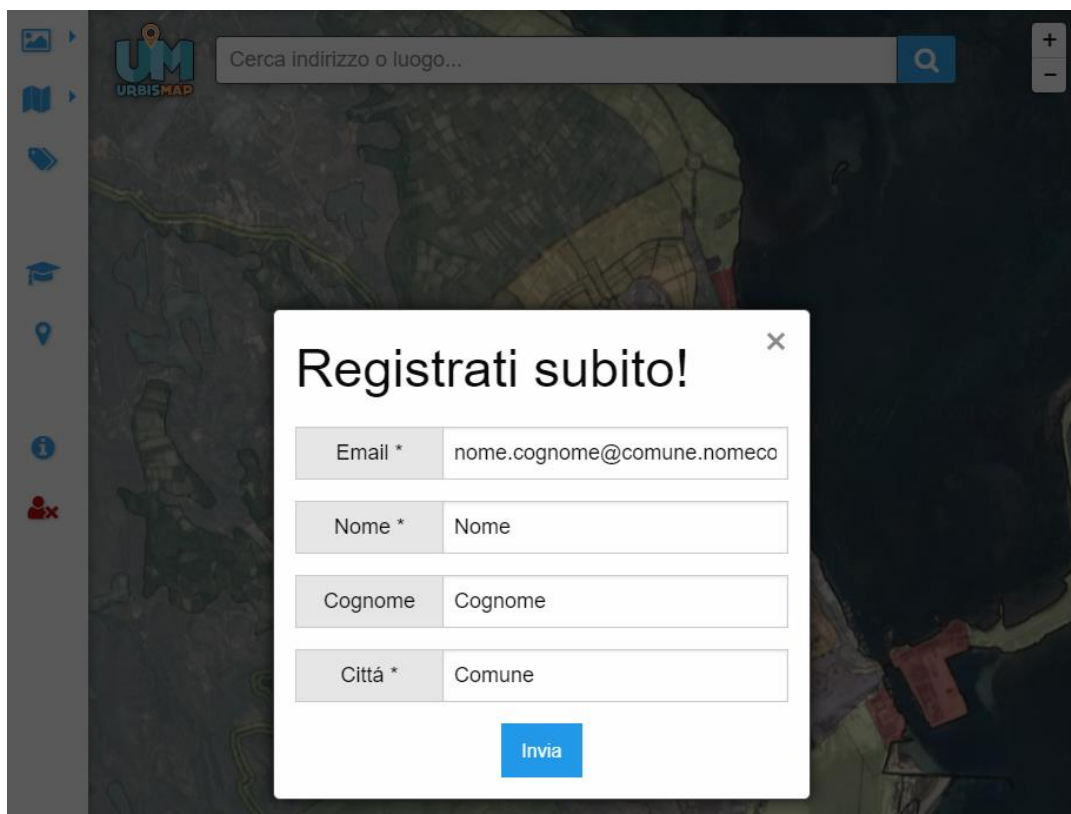 UM
URBISMAP
Cerca indirizzo o luogo...
+
-
Registrati subito!
×
Email *
nome.cognome@comune.nomeco
Nome *
Nome
Cognome
Cognome
Cittá *
Comune
Invia